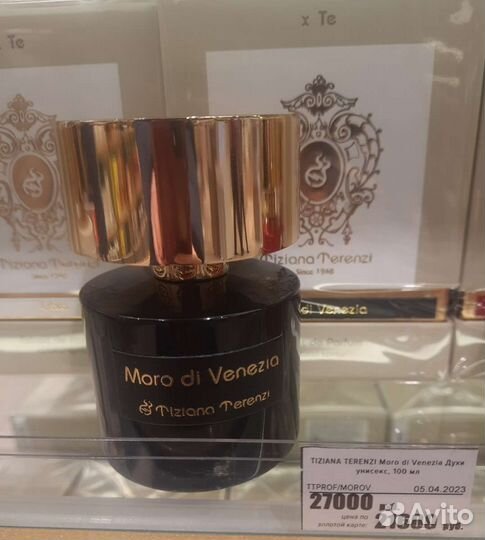 x Te
x Te
Tiziana Terenzi
Since 1968
Tiziana Terenzi
Since 1968
di Venezia
Moro di Venezia
Tiziana Terenzi
TIZIANA TERENZI Moro di Venezia Духи
унисекс, 100 мл
TTPROF/MOROV 05.04.2023
27000
цена по
золотой карте:
руб.
Avito